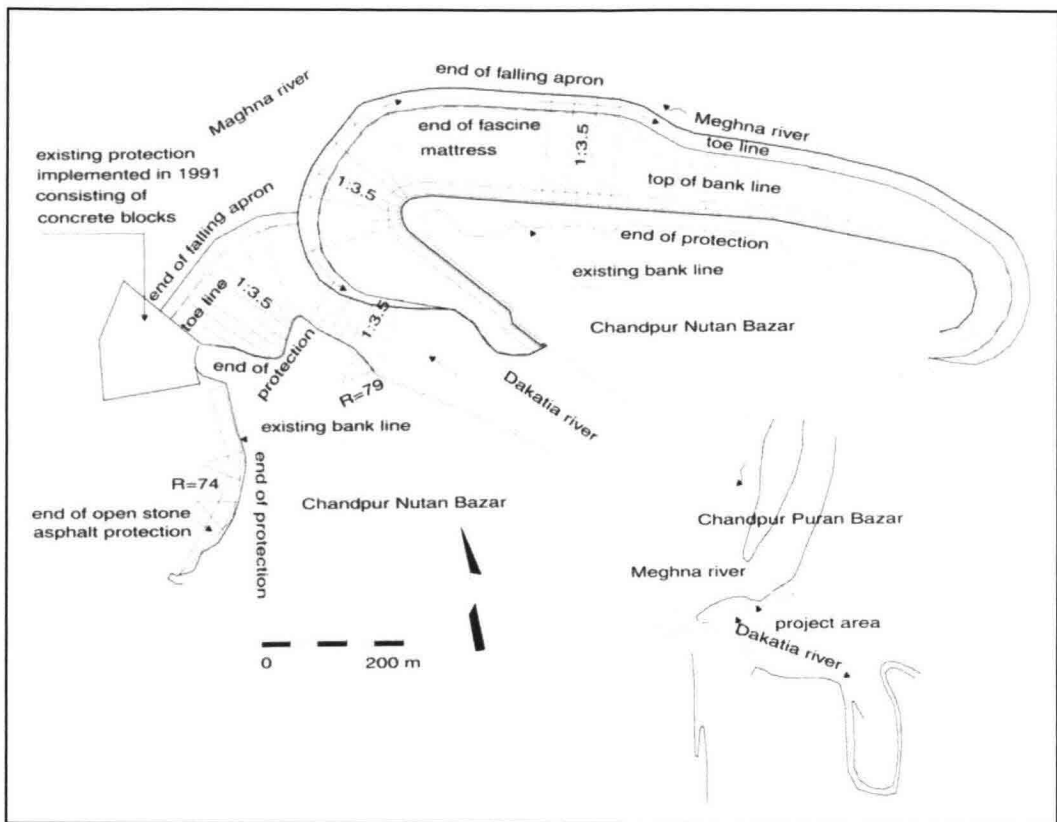 end of falling apron
Maghna river
Meghna river
toe line
end of fascine
mattress
1:3.5
top of bank line
existing protection
implemented in 1991
consisting of
concrete blocks
1:3.5
end of falling apron
end of protection
existing bank line
toe line
1:3.5
1:3.5
Chandpur Nutan Bazar
end of
protection
R=79
Dakatia river
existing bank line
R=74
end of protection
Chandpur Nutan Bazar
end of open stone
asphalt protection
Chandpur Puran Bazar
Meghna river
project area
Dakatia river
0 200 m